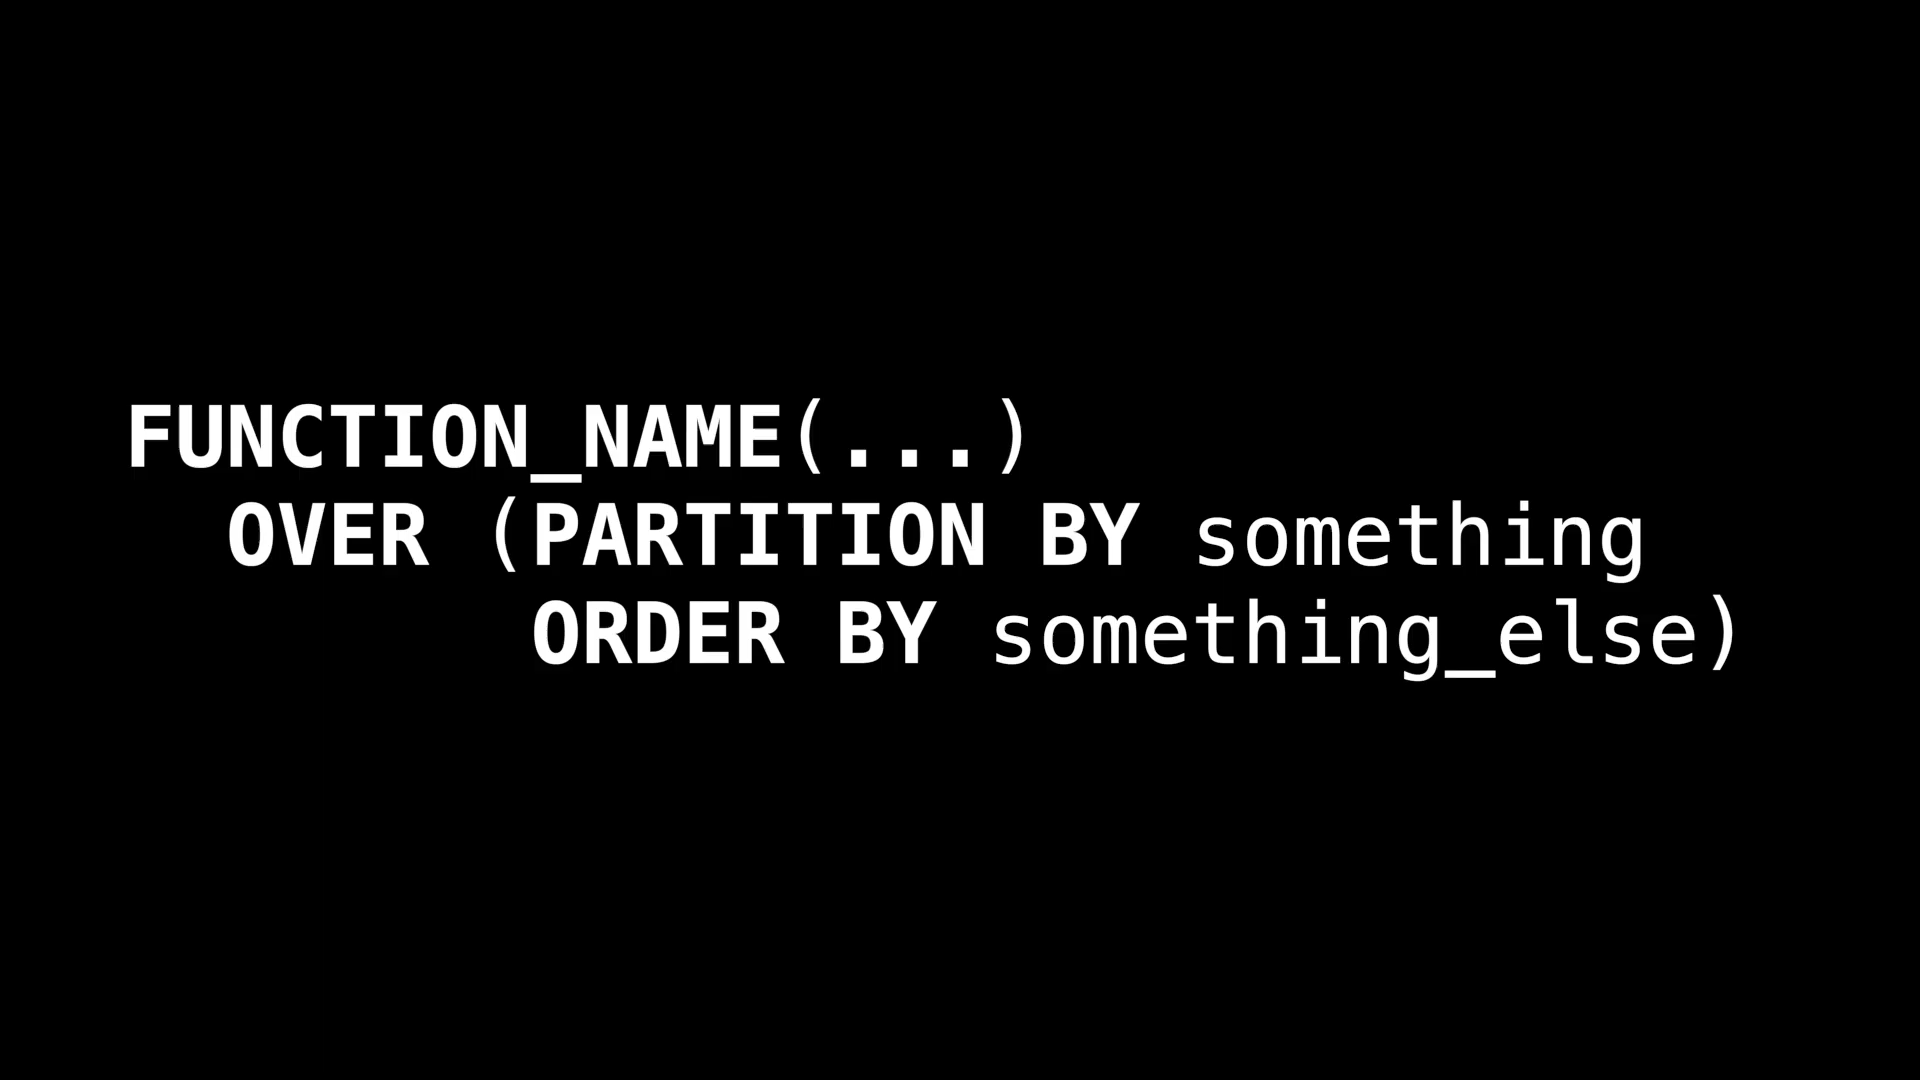 FUNCTION_NAME(...)
OVER (PARTITION BY something
ORDER BY something_else)